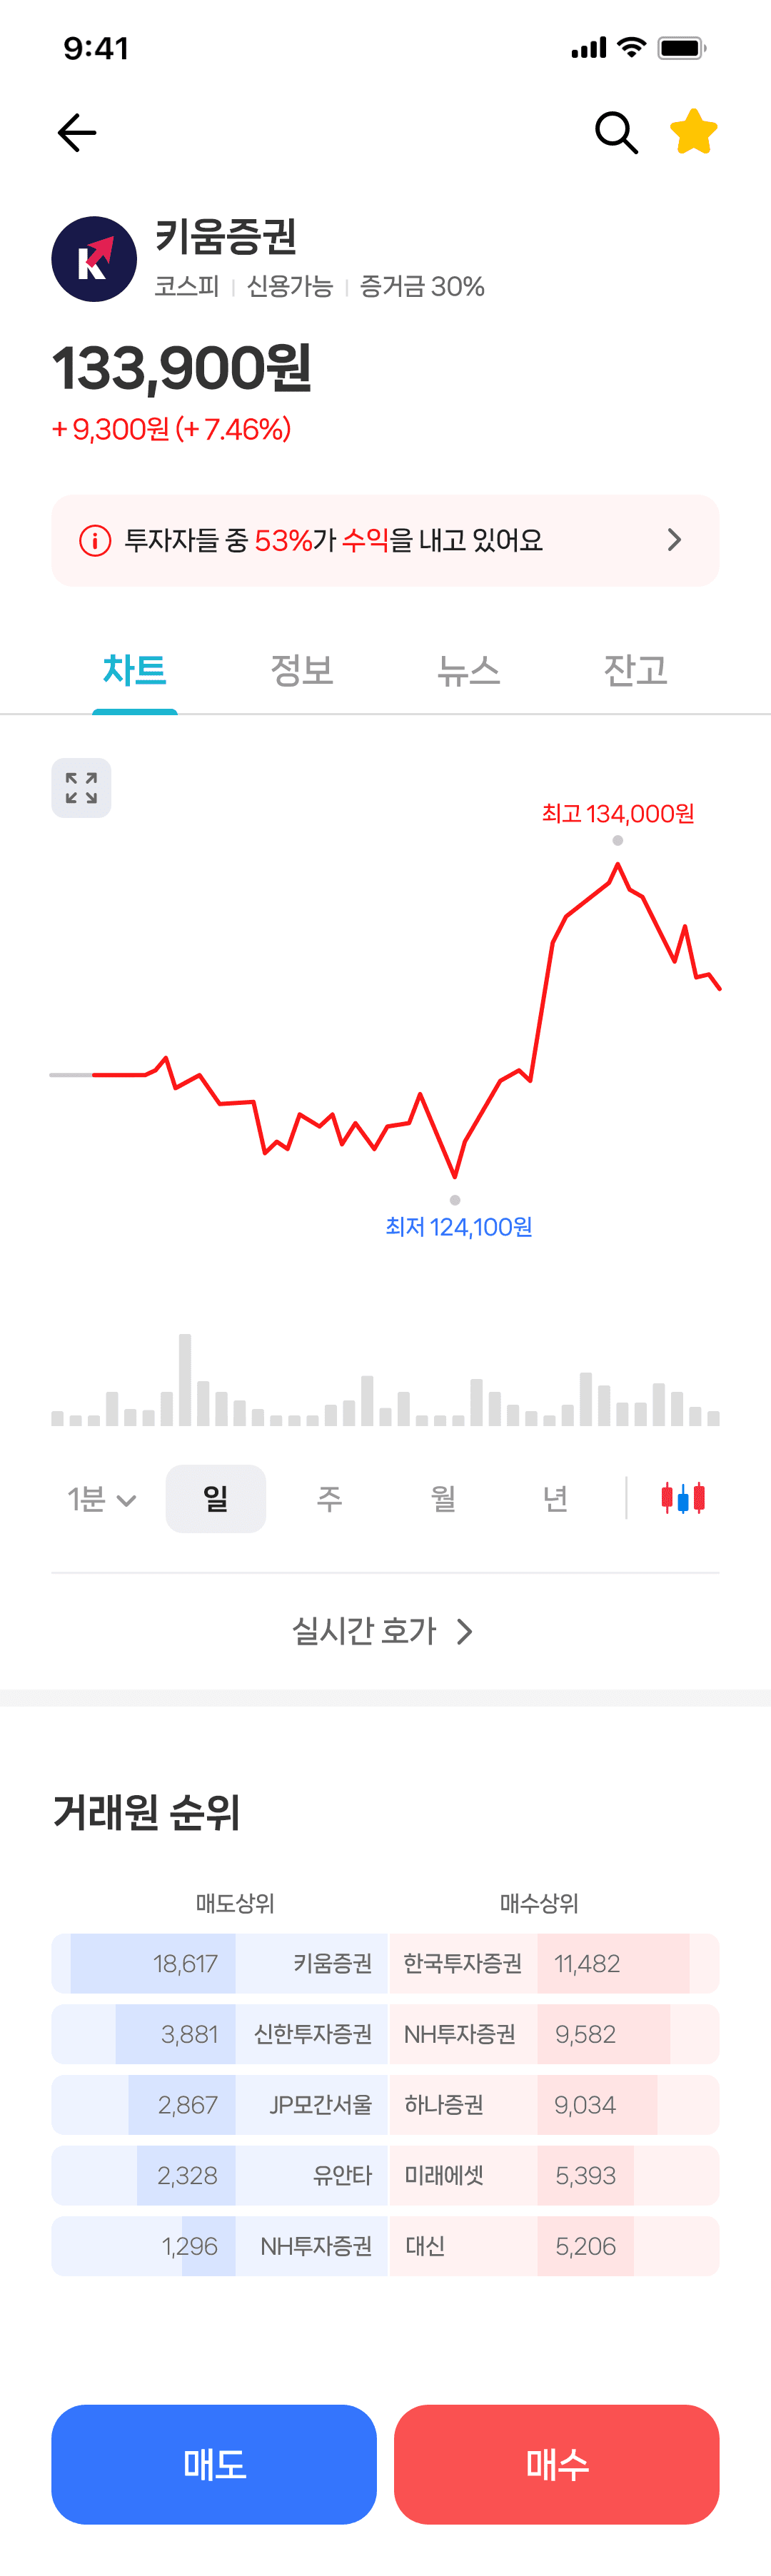 9:41
키움증권
코스피 | 신용가능 | 증거금 30%
133,900원
+ 9,300원 (+ 7.46%)
투자자들 중 53%가 수익을 내고 있어요
차트 정보 뉴스 잔고
최고 134,000원
최저 124,100원
1분 일 주 월 년
실시간 호가
거래원 순위
매도상위 매수상위
18,617 키움증권 한국투자증권 11,482
3,881 신한투자증권 NH투자증권 9,582
2,867 JP모간서울 하나증권 9,034
2,328 유안타 미래에셋 5,393
1,296 NH투자증권 대신 5,206
매도 매수